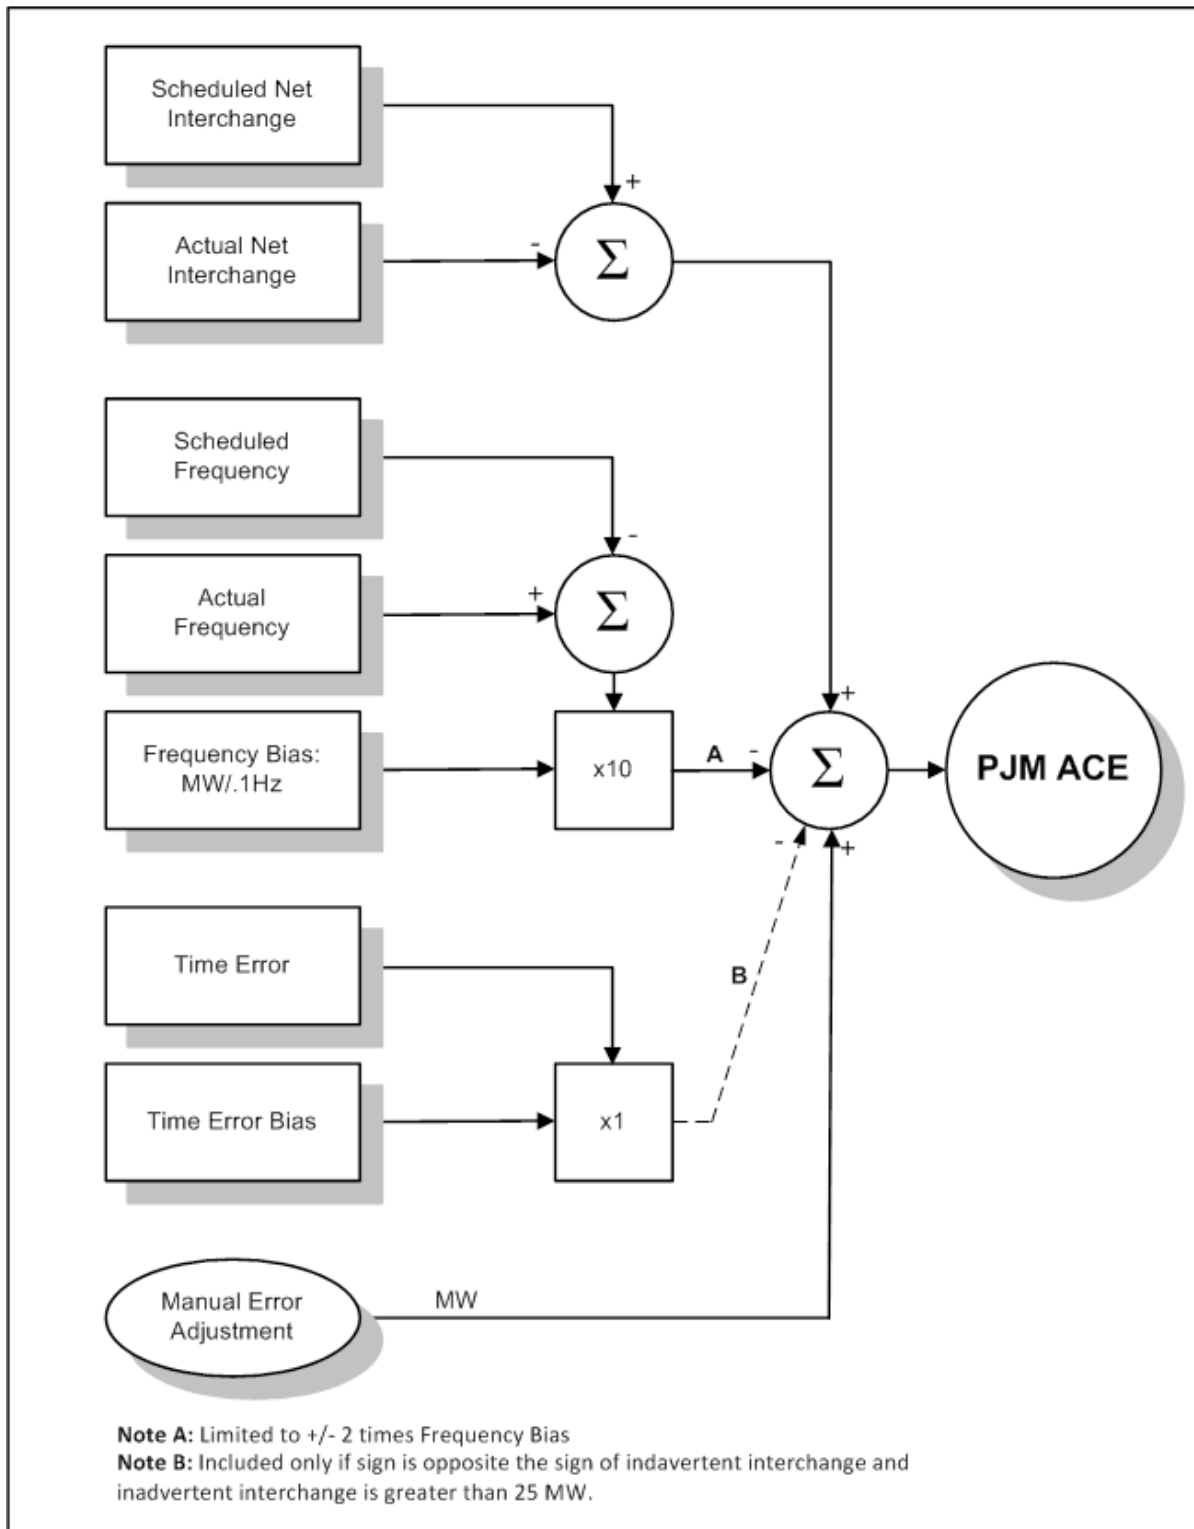 Scheduled Net
Interchange
+
Actual Net
Interchange
-
Σ
Scheduled
Frequency
-
Actual
Frequency
+
Σ
Frequency Bias:
MW/.1Hz
x10
A
-
+
Σ
PJM ACE
-
+
Time Error
B
Time Error Bias
x1
Manual Error
Adjustment
MW
Note A: Limited to +/- 2 times Frequency Bias
Note B: Included only if sign is opposite the sign of indavertent interchange and
inadvertent interchange is greater than 25 MW.